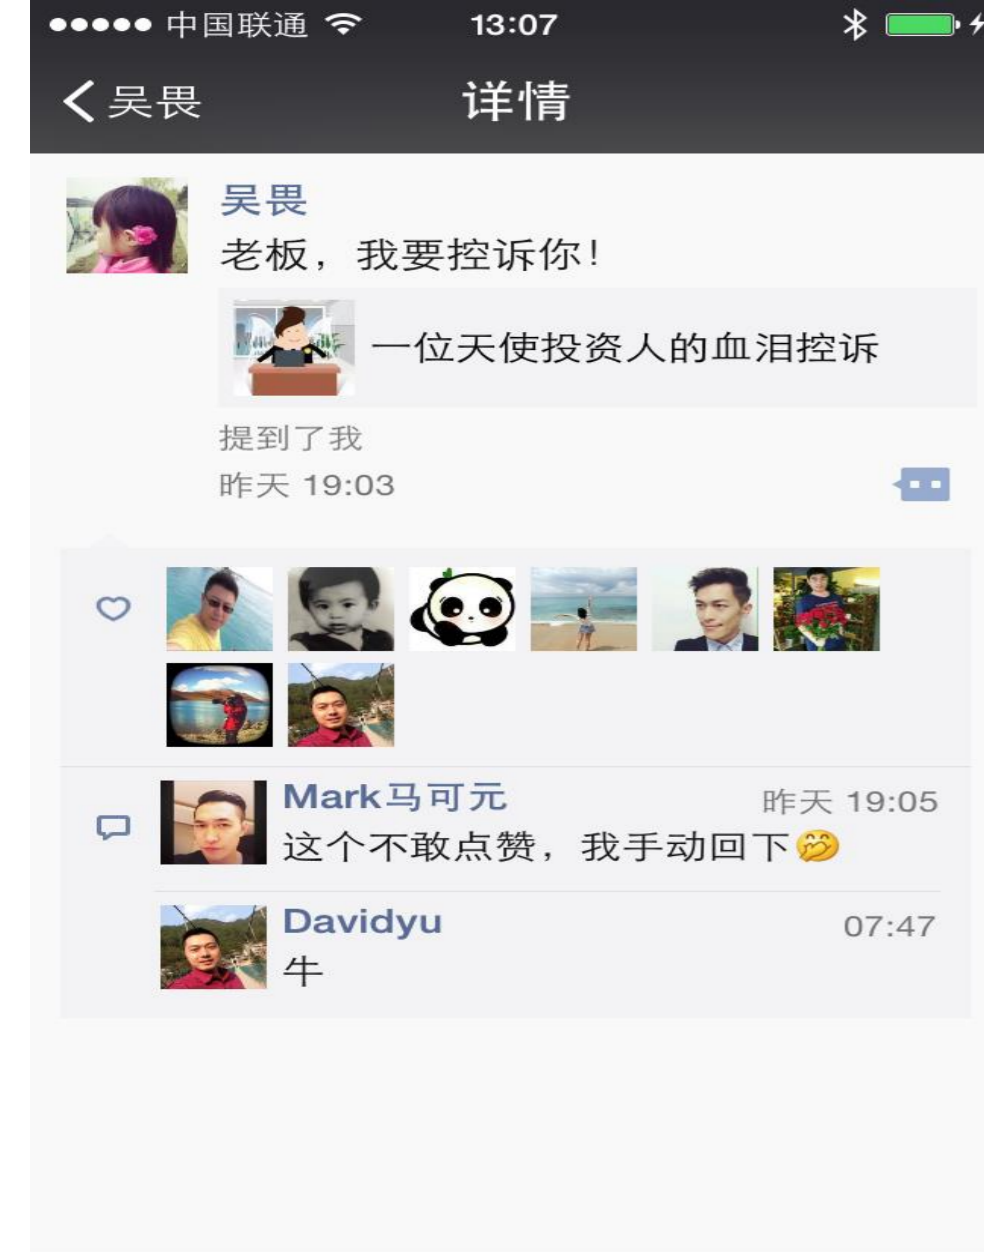 中国联通 13:07
吴畏 详情
吴畏
老板，我要控诉你！
一位天使投资人的血泪控诉
提到了我
昨天 19:03
Mark马可元 昨天 19:05
这个不敢点赞，我手动回下🤭
Davidyu 07:47
牛